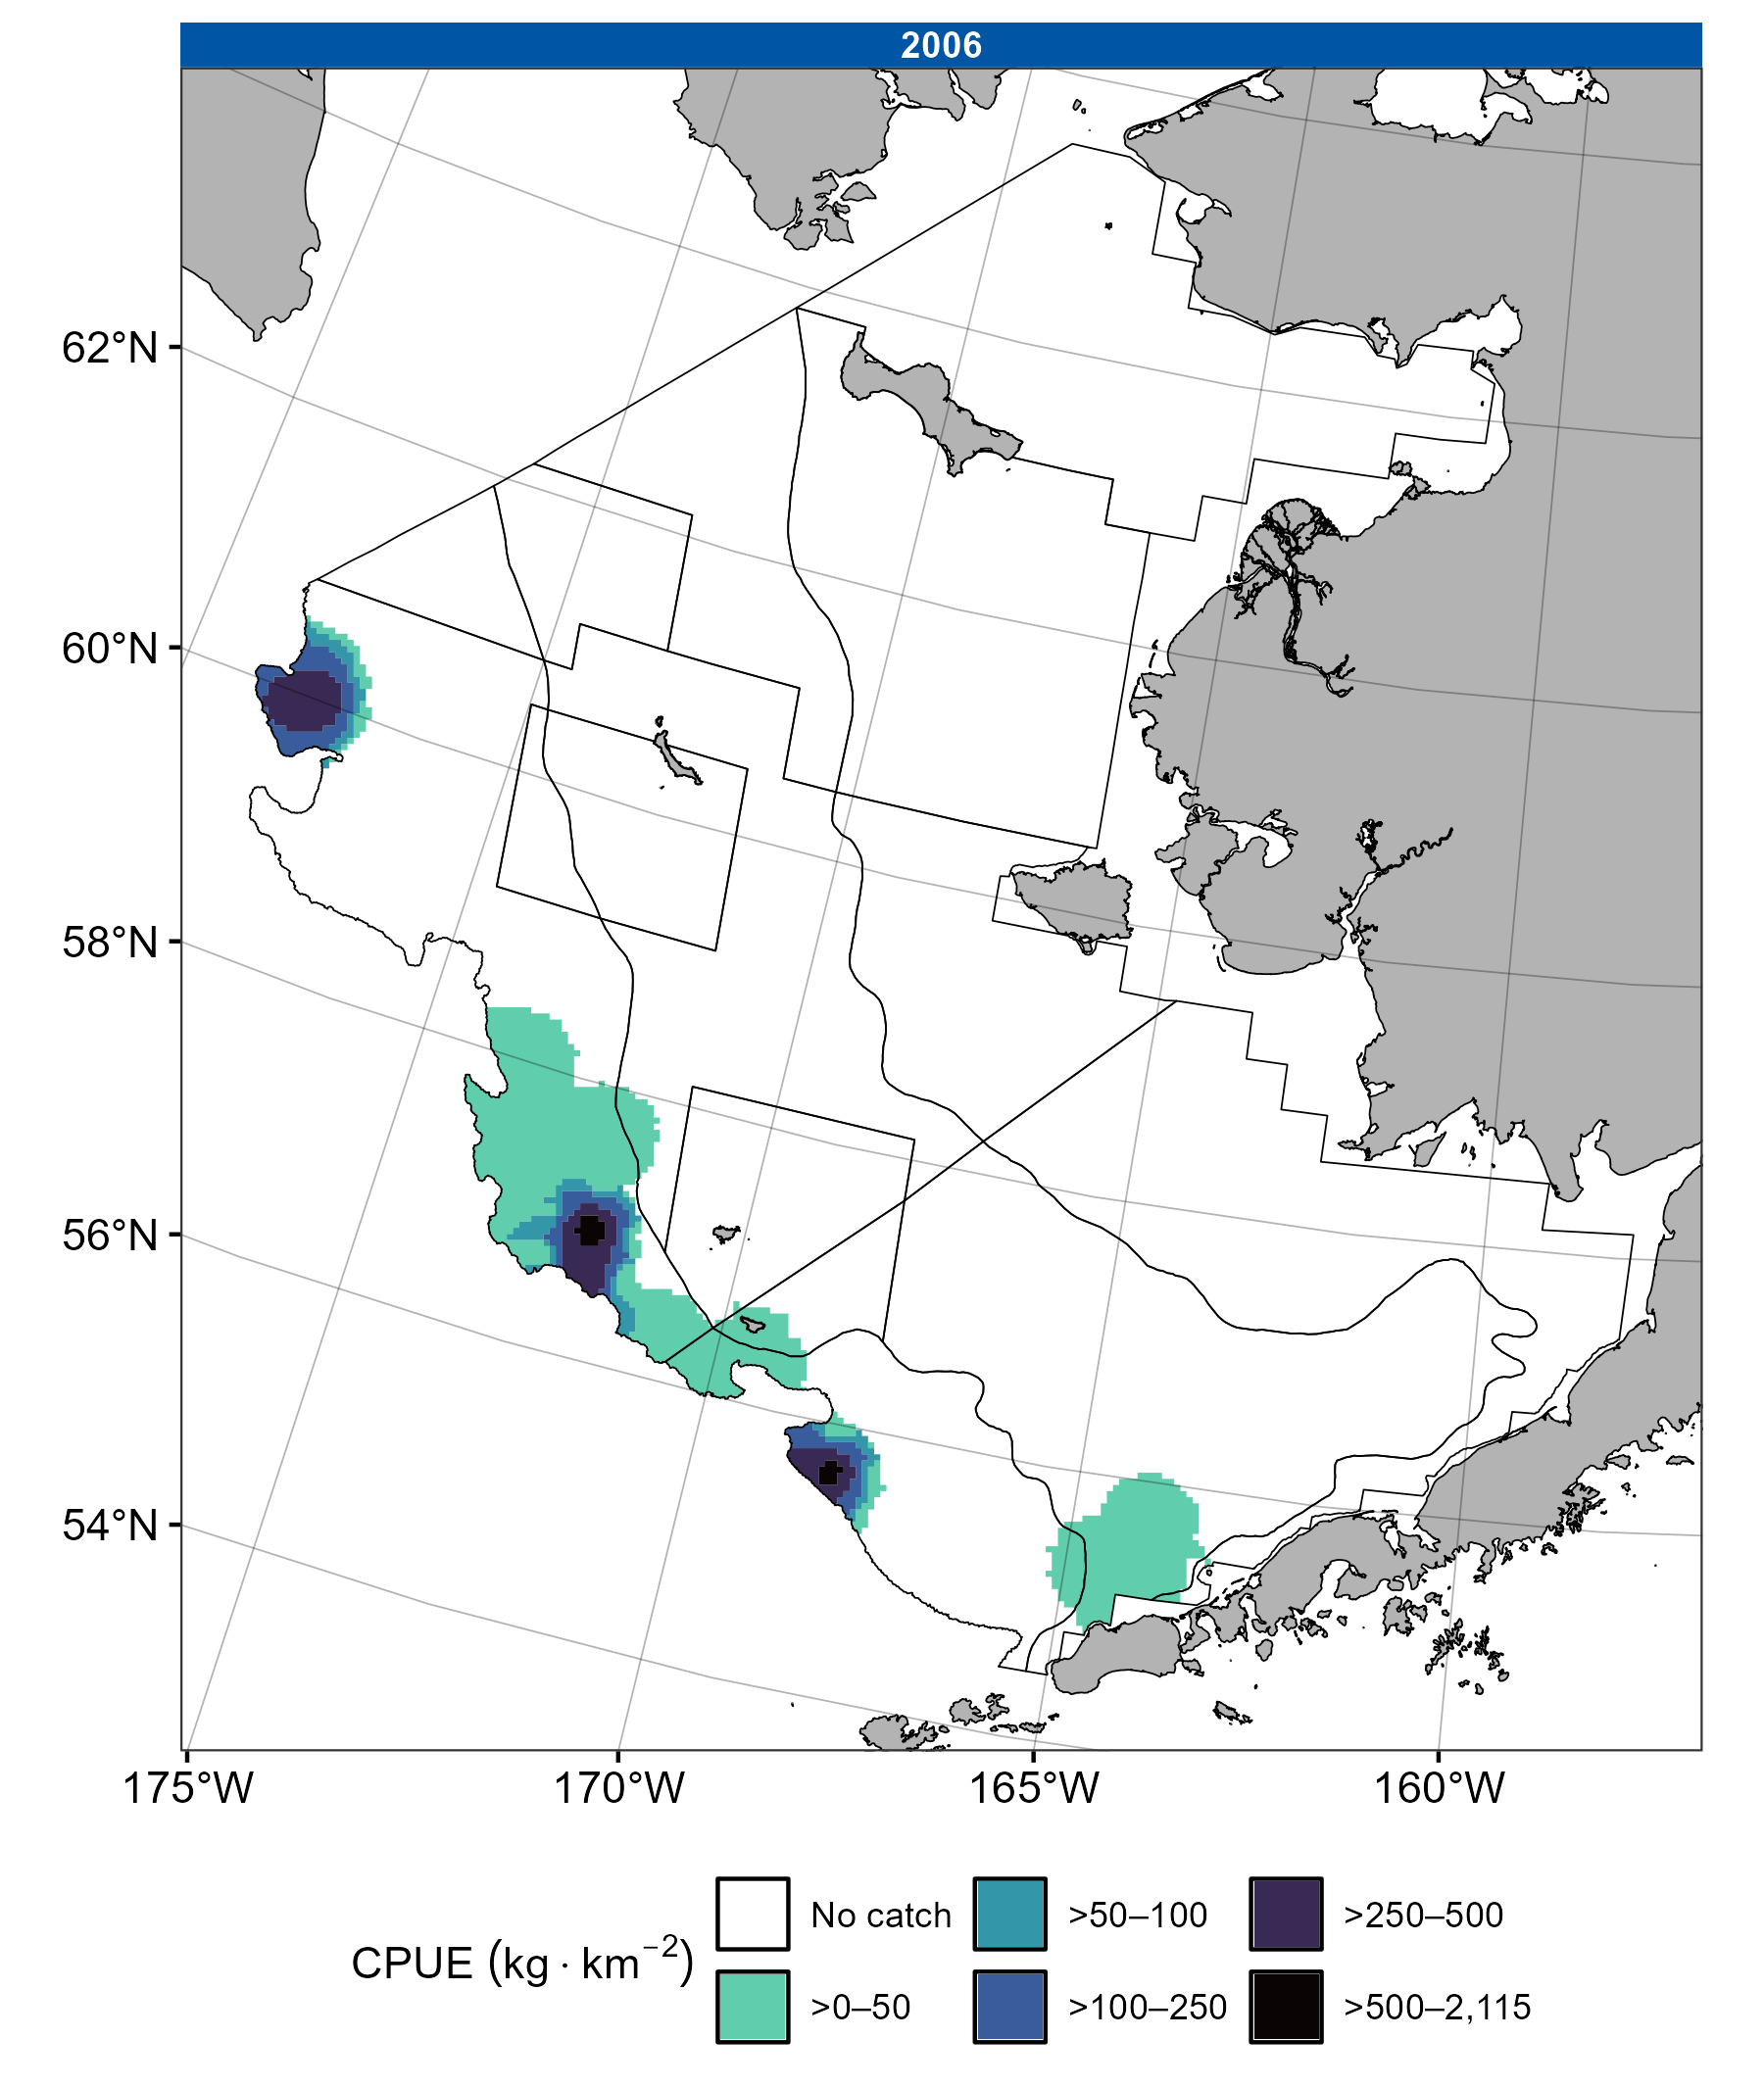 2006
62°N
60°N
58°N
56°N
54°N
175°W 170°W 165°W 160°W
CPUE (kg · km⁻²)
No catch >50–100 >250–500
>0–50 >100–250 >500–2,115